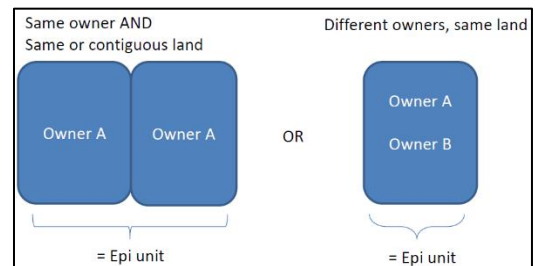 Same owner AND
Same or contiguous land
Different owners, same land
Owner A
Owner A
OR
Owner A
Owner B
= Epi unit
= Epi unit